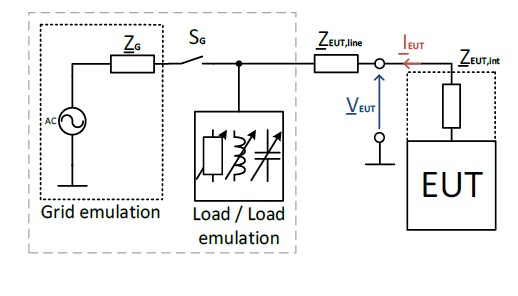 Z_G
S_G
Z_EUT,line
I_EUT
Z_EUT,int
AC
V_EUT
EUT
Grid emulation
Load / Load
emulation